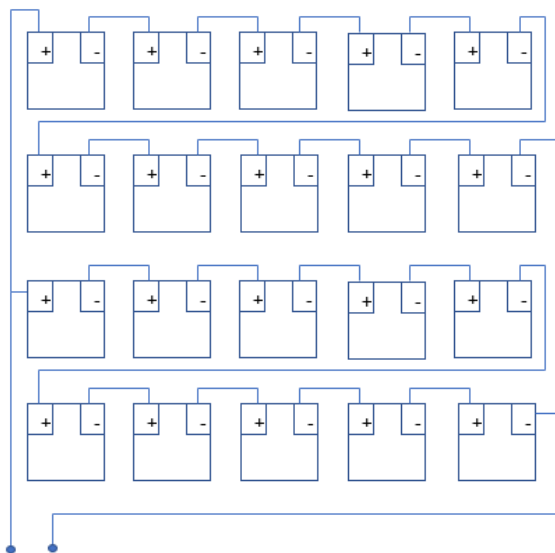 + - + - + - + - + -
+ - + - + - + - + -
+ - + - + - + - + -
+ - + - + - + - + -